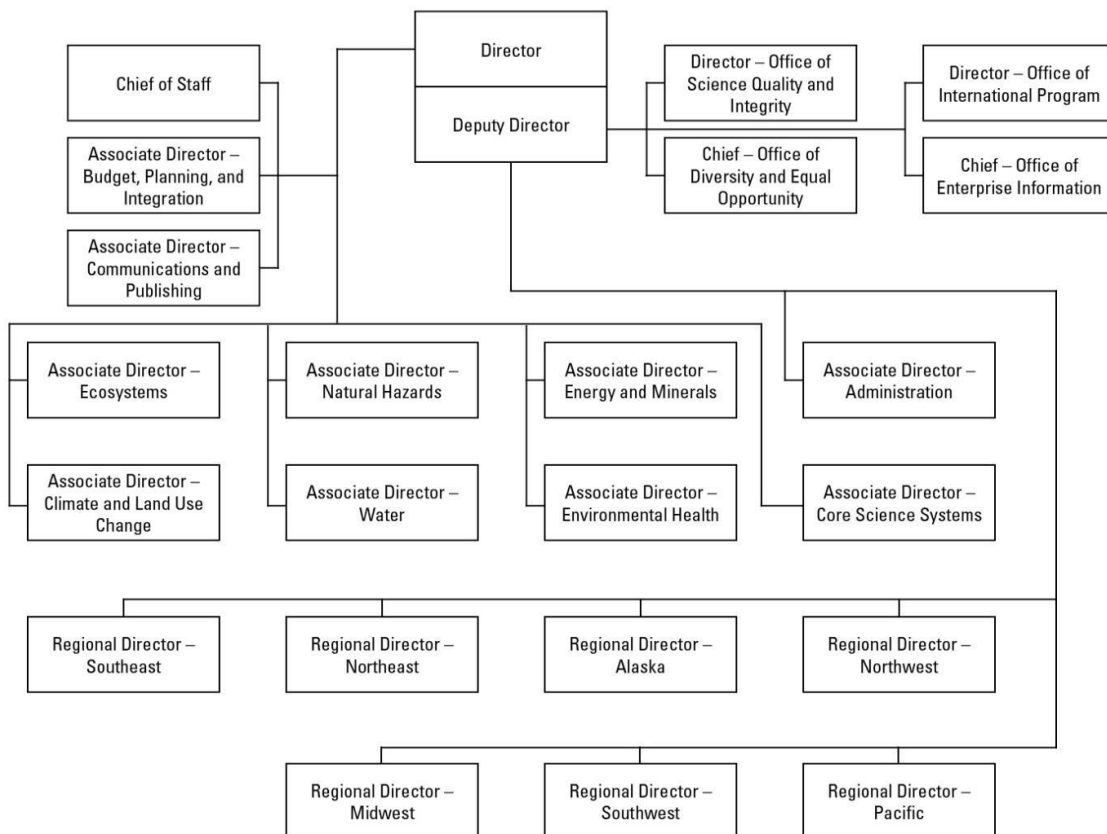 Director
Deputy Director
Chief of Staff
Associate Director –
Budget, Planning, and
Integration
Associate Director –
Communications and
Publishing
Director – Office of
Science Quality and
Integrity
Director – Office of
International Program
Chief – Office of
Diversity and Equal
Opportunity
Chief – Office of
Enterprise Information
Associate Director –
Ecosystems
Associate Director –
Natural Hazards
Associate Director –
Energy and Minerals
Associate Director –
Administration
Associate Director –
Climate and Land Use
Change
Associate Director –
Water
Associate Director –
Environmental Health
Associate Director –
Core Science Systems
Regional Director –
Southeast
Regional Director –
Northeast
Regional Director –
Alaska
Regional Director –
Northwest
Regional Director –
Midwest
Regional Director –
Southwest
Regional Director –
Pacific